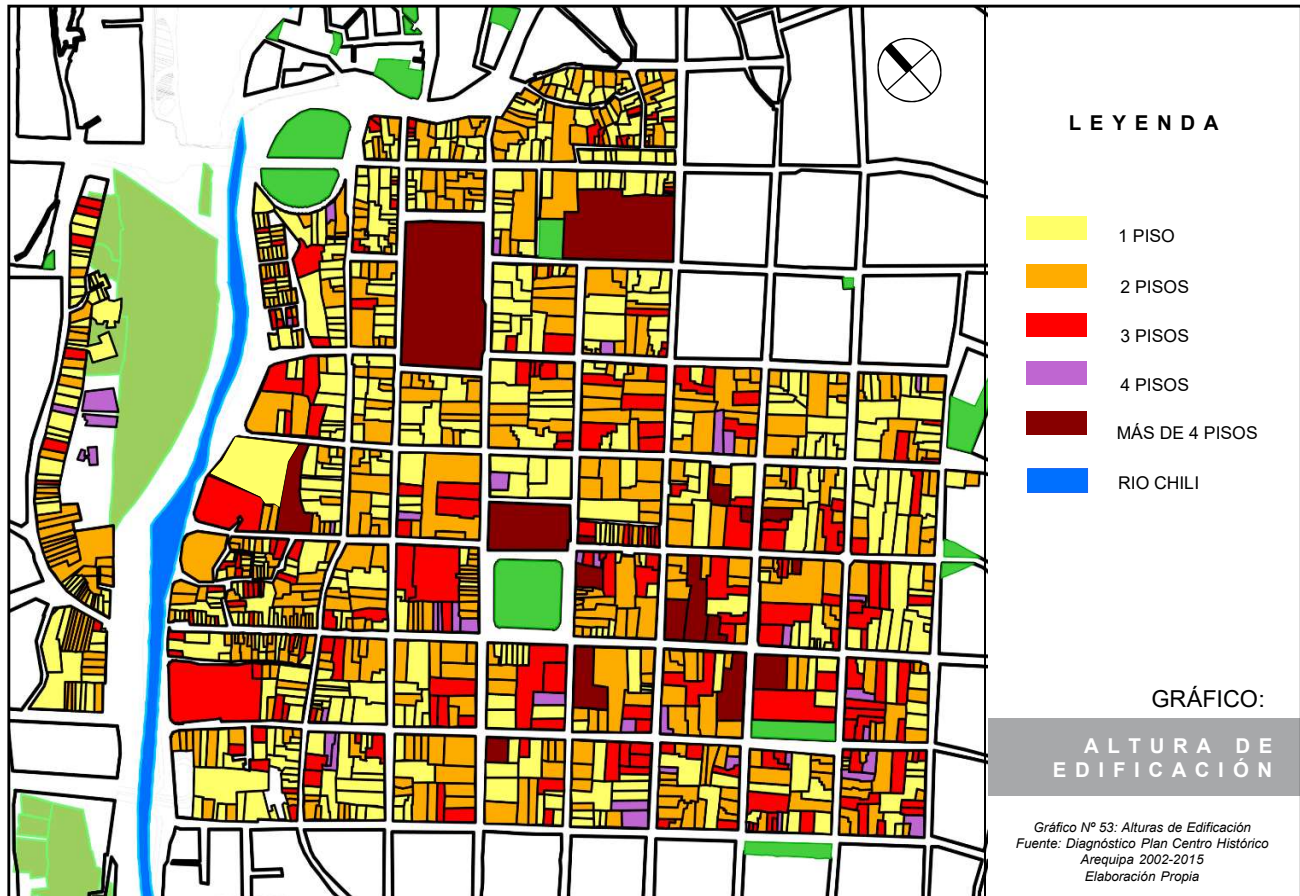 LEYENDA
1 PISO
2 PISOS
3 PISOS
4 PISOS
MÁS DE 4 PISOS
RIO CHILI
GRÁFICO:
ALTURA DE
EDIFICACIÓN
Gráfico Nº 53: Alturas de Edificación
Fuente: Diagnóstico Plan Centro Histórico
Arequipa 2002-2015
Elaboración Propia